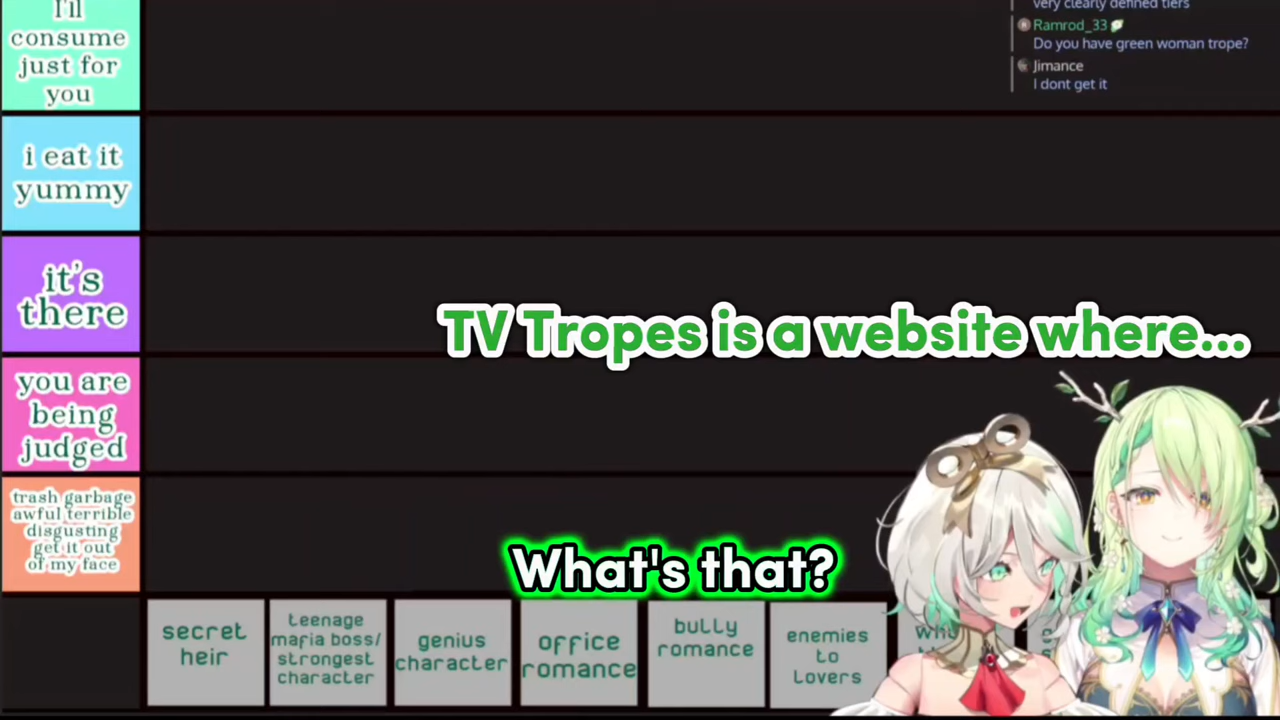 I'll
consume
just for
you
i eat it
yummy
it's
there
you are
being
judged
trash garbage
awful terrible
disgusting
get it out
of my face
very clearly defined tiers
Ramrod_33
Do you have green woman trope?
Jimance
I dont get it
TV Tropes is a website where...
What's that?
secret
heir
teenage
mafia boss/
strongest
character
genius
character
office
romance
bully
romance
enemies
to
Lovers